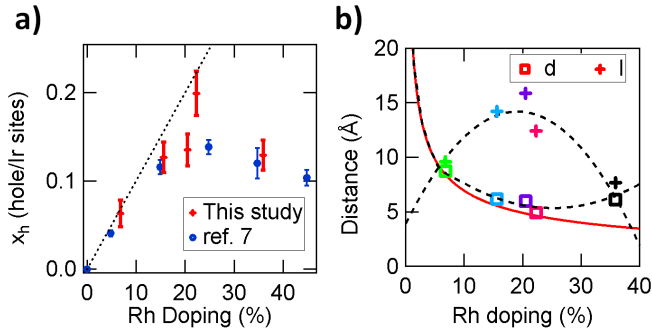 a)
x_h (hole/Ir sites)
0.2
0.1
0.0
0 10 20 30 40
Rh Doping (%)
This study
ref. 7
b)
Distance (Å)
20
15
10
5
0
0 10 20 30 40
Rh doping (%)
d l